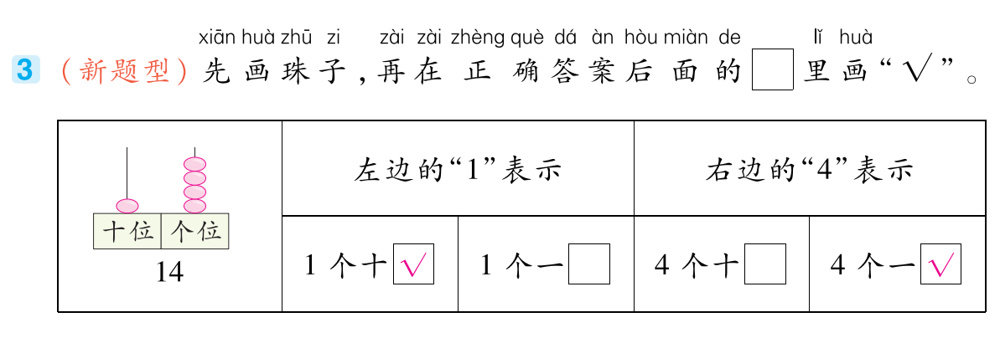 xiān huà zhū zi zài zài zhèng què dá àn hòu miàn de lǐ huà
3 (新题型)先画珠子,再在正确答案后面的□里画“√”。
左边的“1”表示 右边的“4”表示
十位 个位
14
1个十☑ 1个一□ 4个十□ 4个一☑